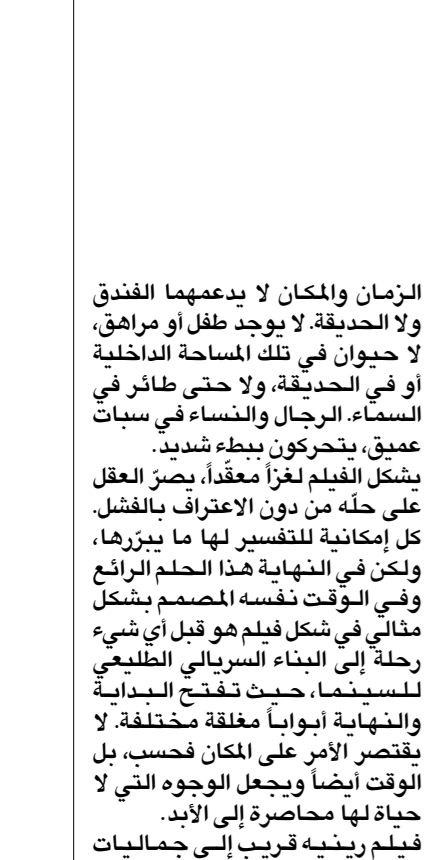 الزمان والمكان لا يدعمهما الفندق
ولا الحديقة. لا يوجد طفل أو مراهق،
لا حيوان في تلك المساحة الداخلية
أو في الحديقة، ولا حتى طائر في
السماء. الرجال والنساء في سبات
عميق، يتحركون ببطء شديد.
يشكل الفيلم لغزاً معقّداً، يصرّ العقل
على حلّه من دون الاعتراف بالفشل.
كل إمكانية للتفسير لها ما يبرّرها،
ولكن في النهاية هذا الحلم الرائع
وفي الوقت نفسه المصمم بشكل
مثالي في شكل فيلم هو قبل أي شيء
رحلة إلى البناء السريالي الطليعي
للسينما، حيث تفتح البداية
والنهاية أبواباً مغلقة مختلفة. لا
يقتصر الأمر على المكان فحسب، بل
الوقت أيضاً ويجعل الوجوه التي لا
حياة لها محاصرة إلى الأبد.
فيلم رينيه قريب إلى جماليات